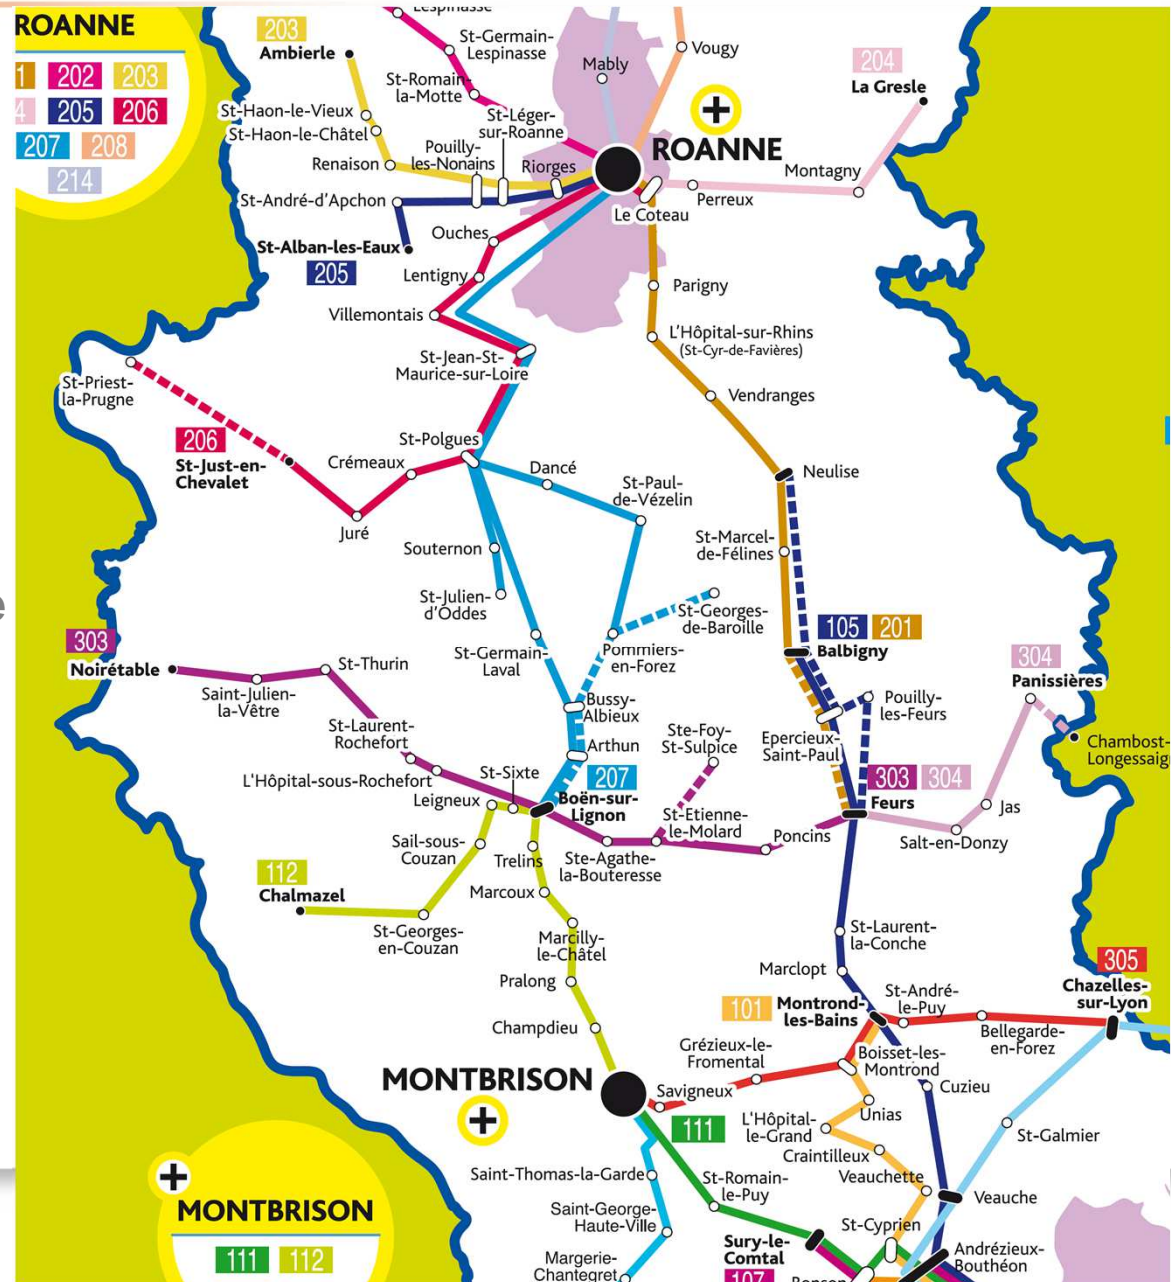 ROANNE
1 202 203
4 205 206
207 208
214
203
Ambierle
Lespinasse
St-Germain-
Lespinasse
St-Romain-
la-Motte
St-Haon-le-Vieux
St-Haon-le-Châtel
Renaison
St-Léger-
sur-Roanne
Pouilly-
les-Nonains
Riorges
Mably
Vougy
ROANNE
204
La Gresle
Montagny
Perreux
Le Coteau
St-André-d'Apchon
St-Alban-les-Eaux
205
Ouches
Lentigny
Villemontais
Parigny
L'Hôpital-sur-Rhins
(St-Cyr-de-Favières)
St-Jean-St-
Maurice-sur-Loire
Vendranges
St-Priest-
la-Prugne
206
St-Just-en-
Chevalet
Crémeaux
St-Polgues
Juré
Dancé
St-Paul-
de-Vézelin
Neulise
St-Marcel-
de-Félines
Souternon
St-Julien-
d'Oddes
St-Georges-
de-Baroille
St-Germain-
Laval
Pommiers-
en-Forez
105 201
Balbigny
e
303
Noirétable
Saint-Julien-
la-Vêtre
St-Thurin
St-Laurent-
Rochefort
L'Hôpital-sous-Rochefort
Bussy-
Albieux
Arthun
Ste-Foy-
St-Sulpice
Epercieux-
Saint-Paul
Pouilly-
les-Feurs
304
Panissières
Chambost-
Longessaig
St-Sixte
Leigneux
207
Boën-sur-
Lignon
303 304
Feurs
Jas
Salt-en-Donzy
Sail-sous-
Couzan
Trelins
Ste-Agathe-
la-Bouteresse
St-Etienne-
le-Molard
Poncins
112
Chalmazel
St-Georges-
en-Couzan
Marcoux
Marcilly-
le-Châtel
Pralong
Champdieu
St-Laurent-
la-Conche
Marclopt
101
Montrond-
les-Bains
St-André-
le-Puy
Bellegarde-
en-Forez
305
Chazelles-
sur-Lyon
Grézieux-le-
Fromental
Boisset-les-
Montrond
Cuzieu
MONTBRISON
Savigneux
111
L'Hôpital-
le-Grand
Unias
Craintilleux
Veauchette
St-Galmier
Veauche
Saint-Thomas-la-Garde
Saint-George-
Haute-Ville
Margerie-
Chantegret
St-Romain-
le-Puy
Sury-le-
Comtal
107
St-Cyprien
Andrézieux-
Bouthéon
Bonson
MONTBRISON
111 112